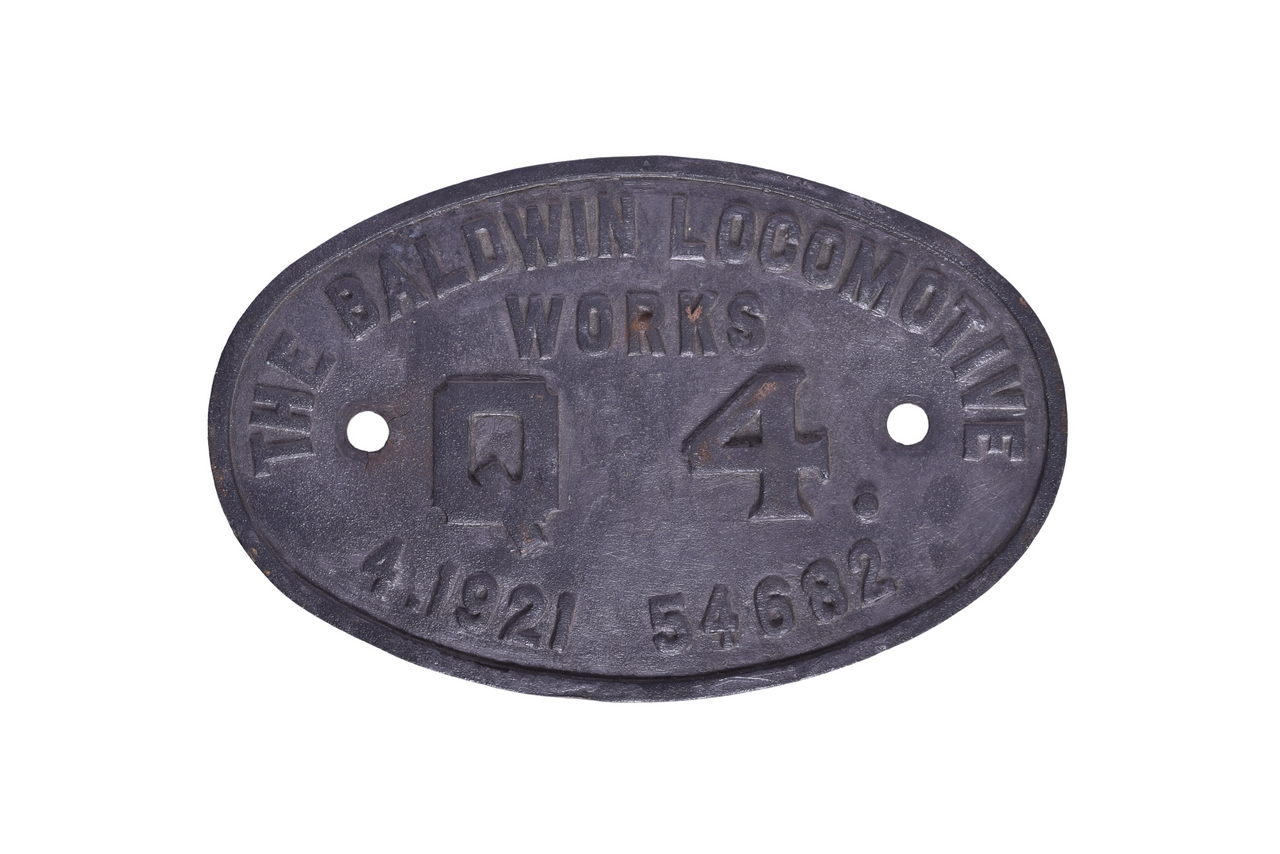 THE BALDWIN LOCOMOTIVE
WORKS
Q 4.
4.1921 54682